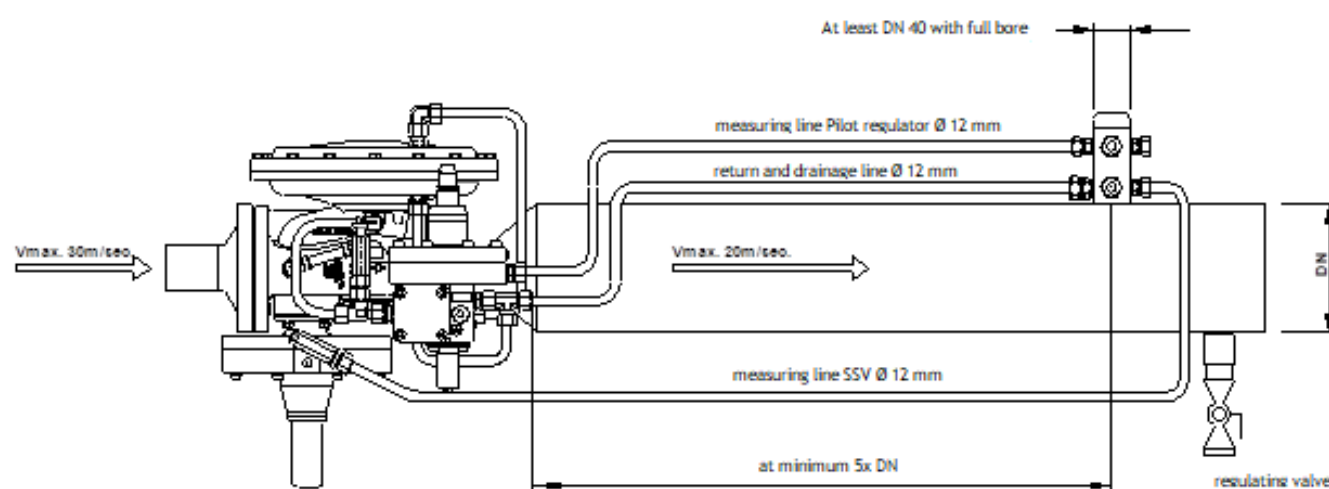 At least DN 40 with full bore
measuring line Pilot regulator Ø 12 mm
return and drainage line Ø 12 mm
Vmax. 30m/sec.
Vmax. 20m/sec.
DN
measuring line SSV Ø 12 mm
at minimum 5x DN
regulating valve